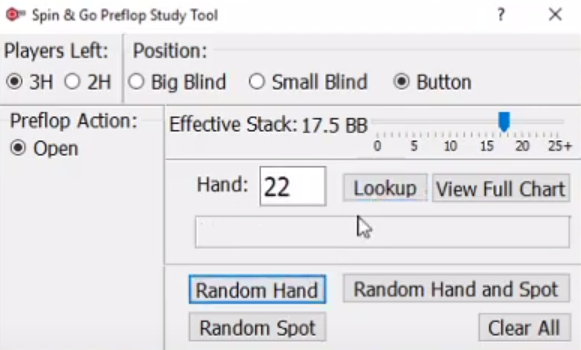 Spin & Go Preflop Study Tool
?
Players Left:
3H 2H
Position:
Big Blind Small Blind Button
Preflop Action:
Open
Effective Stack: 17.5 BB
0 5 10 15 20 25+
Hand: 22 Lookup View Full Chart
Random Hand Random Hand and Spot
Random Spot Clear All